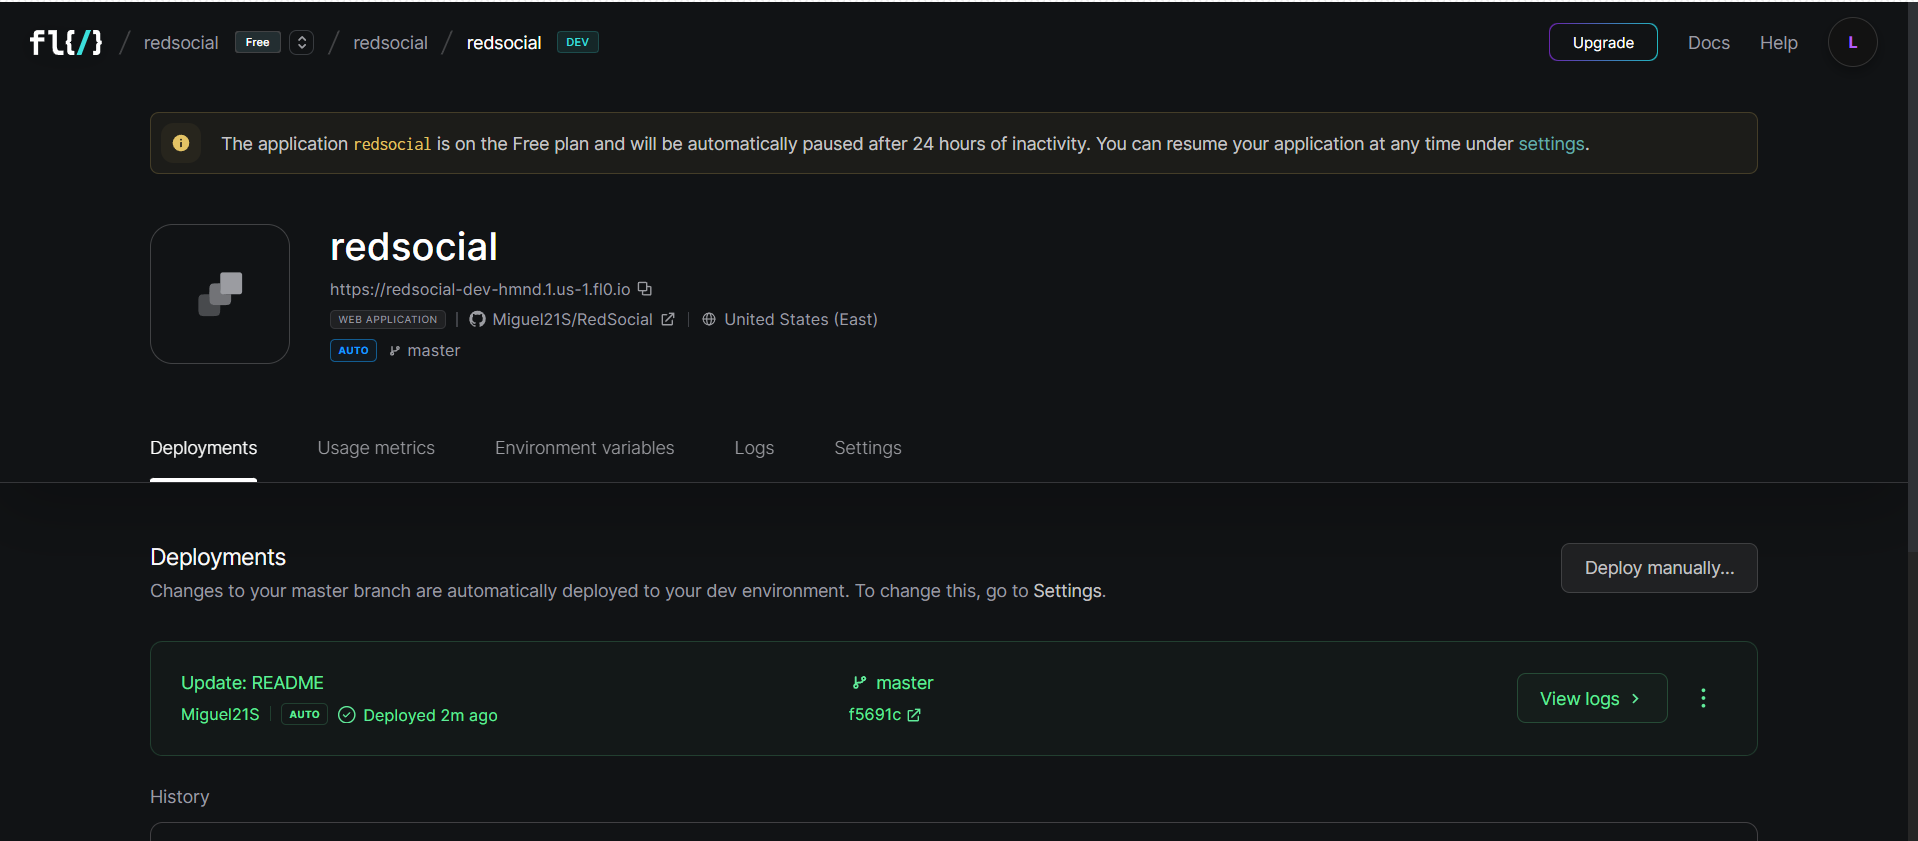 fl{/} / redsocial Free / redsocial / redsocial DEV Upgrade Docs Help L
The application redsocial is on the Free plan and will be automatically paused after 24 hours of inactivity. You can resume your application at any time under settings.
redsocial
https://redsocial-dev-hmnd.1.us-1.fl0.io
WEB APPLICATION | Miguel21S/RedSocial | United States (East)
AUTO master
Deployments Usage metrics Environment variables Logs Settings
Deployments
Deploy manually...
Changes to your master branch are automatically deployed to your dev environment. To change this, go to Settings.
Update: README master
View logs
Miguel21S AUTO Deployed 2m ago f5691c
History